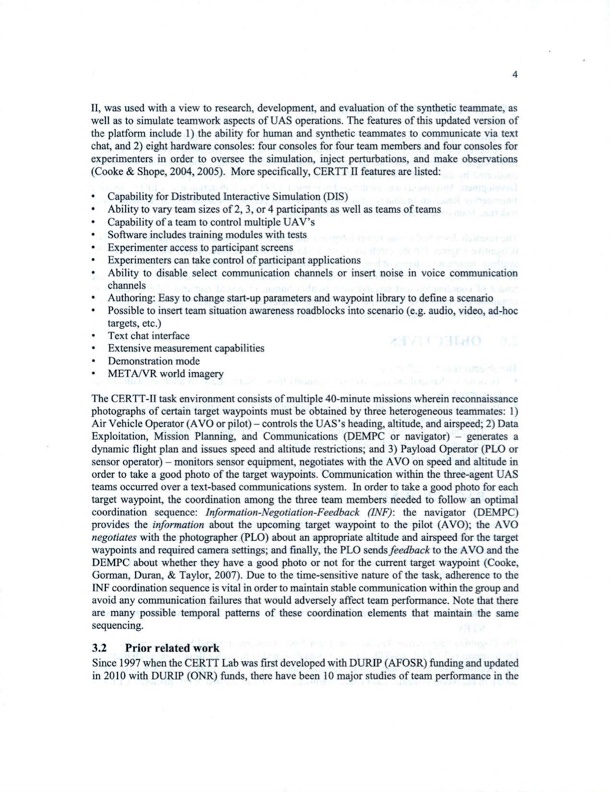 4
II, was used with a view to research, development, and evaluation of the synthetic teammate, as
well as to simulate teamwork aspects of UAS operations. The features of this updated version of
the platform include 1) the ability for human and synthetic teammates to communicate via text
chat, and 2) eight hardware consoles: four consoles for four team members and four consoles for
experimenters in order to oversee the simulation, inject perturbations, and make observations
(Cooke & Shope, 2004, 2005). More specifically, CERTT II features are listed:
• Capability for Distributed Interactive Simulation (DIS)
• Ability to vary team sizes of 2, 3, or 4 participants as well as teams of teams
• Capability of a team to control multiple UAV's
• Software includes training modules with tests
• Experimenter access to participant screens
• Experimenters can take control of participant applications
• Ability to disable select communication channels or insert noise in voice communication
channels
• Authoring: Easy to change start-up parameters and waypoint library to define a scenario
• Possible to insert team situation awareness roadblocks into scenario (e.g. audio, video, ad-hoc
targets, etc.)
• Text chat interface
• Extensive measurement capabilities
• Demonstration mode
• META/VR world imagery
The CERTT-II task environment consists of multiple 40-minute missions wherein reconnaissance
photographs of certain target waypoints must be obtained by three heterogeneous teammates: 1)
Air Vehicle Operator (AVO or pilot) – controls the UAS's heading, altitude, and airspeed; 2) Data
Exploitation, Mission Planning, and Communications (DEMPC or navigator) – generates a
dynamic flight plan and issues speed and altitude restrictions; and 3) Payload Operator (PLO or
sensor operator) – monitors sensor equipment, negotiates with the AVO on speed and altitude in
order to take a good photo of the target waypoints. Communication within the three-agent UAS
teams occurred over a text-based communications system. In order to take a good photo for each
target waypoint, the coordination among the three team members needed to follow an optimal
coordination sequence: Information-Negotiation-Feedback (INF): the navigator (DEMPC)
provides the information about the upcoming target waypoint to the pilot (AVO); the AVO
negotiates with the photographer (PLO) about an appropriate altitude and airspeed for the target
waypoints and required camera settings; and finally, the PLO sends feedback to the AVO and the
DEMPC about whether they have a good photo or not for the current target waypoint (Cooke,
Gorman, Duran, & Taylor, 2007). Due to the time-sensitive nature of the task, adherence to the
INF coordination sequence is vital in order to maintain stable communication within the group and
avoid any communication failures that would adversely affect team performance. Note that there
are many possible temporal patterns of these coordination elements that maintain the same
sequencing.
3.2 Prior related work
Since 1997 when the CERTT Lab was first developed with DURIP (AFOSR) funding and updated
in 2010 with DURIP (ONR) funds, there have been 10 major studies of team performance in the